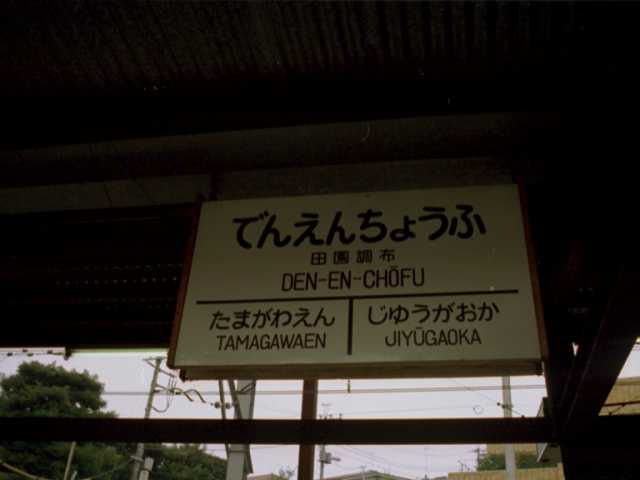 でんえんちょうふ
田園調布
DEN-EN-CHŌFU
たまがわえん
TAMAGAWAEN
じゆうがおか
JIYŪGAOKA